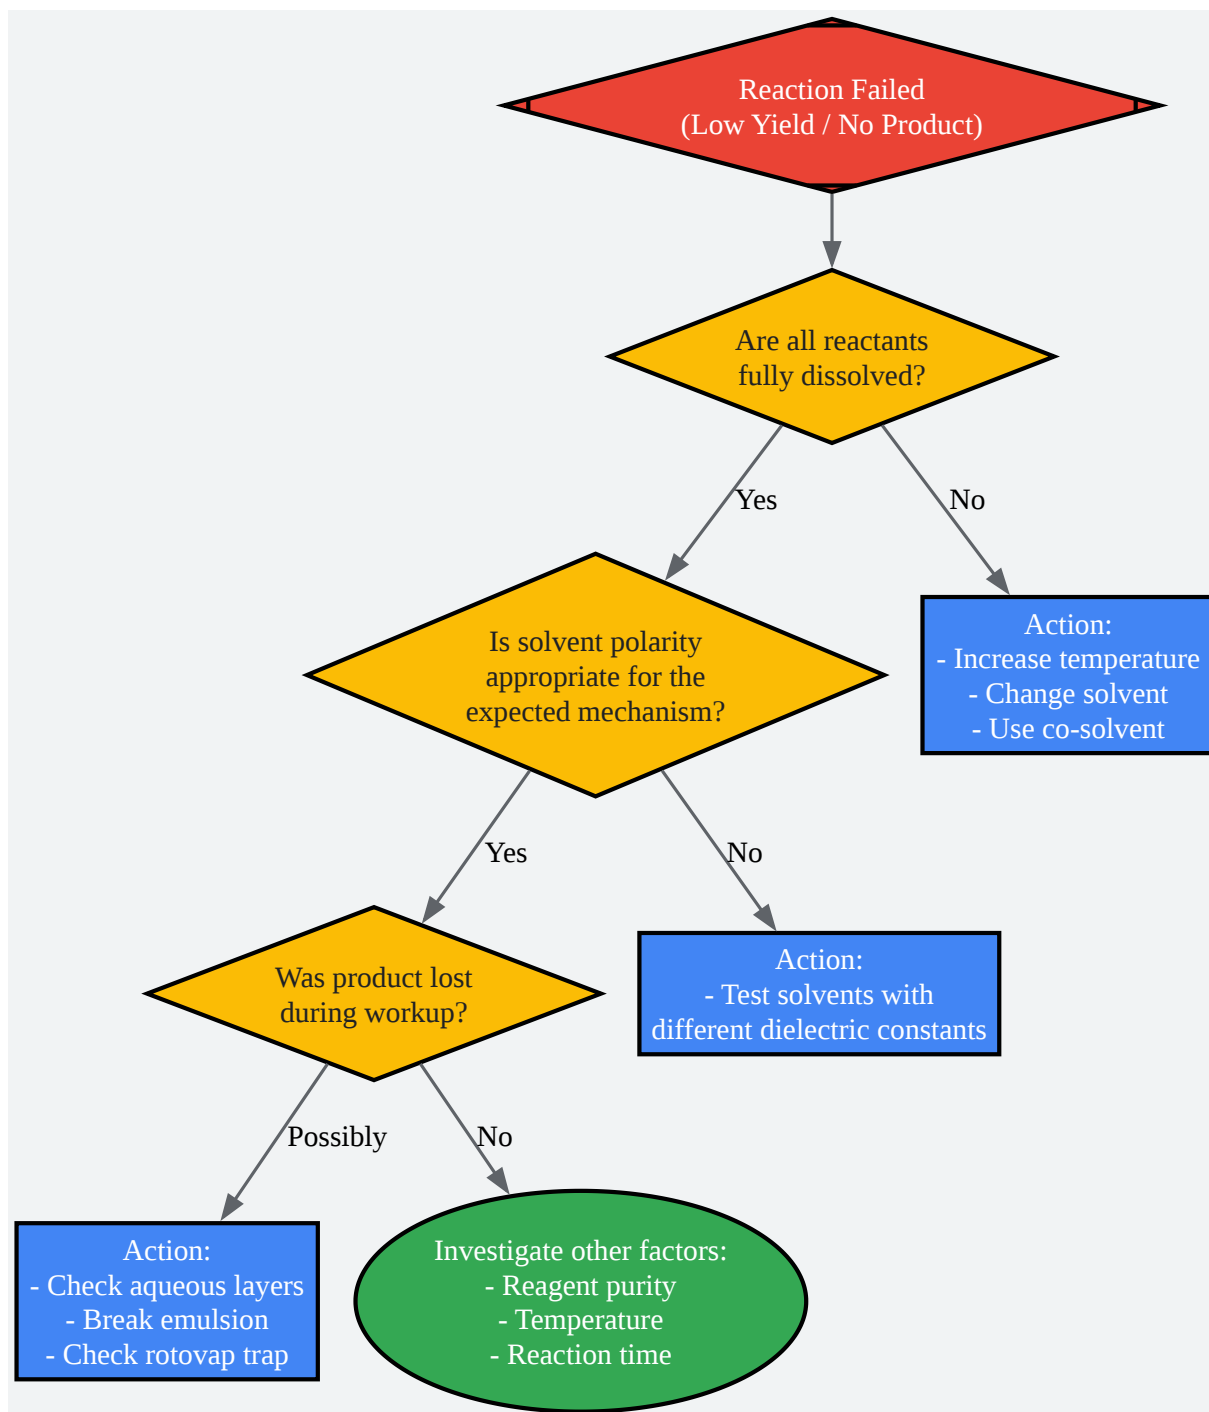 Reaction Failed
(Low Yield / No Product)
Are all reactants
fully dissolved?
Yes
No
Is solvent polarity
appropriate for the
expected mechanism?
Action:
- Increase temperature
- Change solvent
- Use co-solvent
Yes
No
Was product lost
during workup?
Action:
- Test solvents with
different dielectric constants
Possibly
No
Action:
- Check aqueous layers
- Break emulsion
- Check rotovap trap
Investigate other factors:
- Reagent purity
- Temperature
- Reaction time